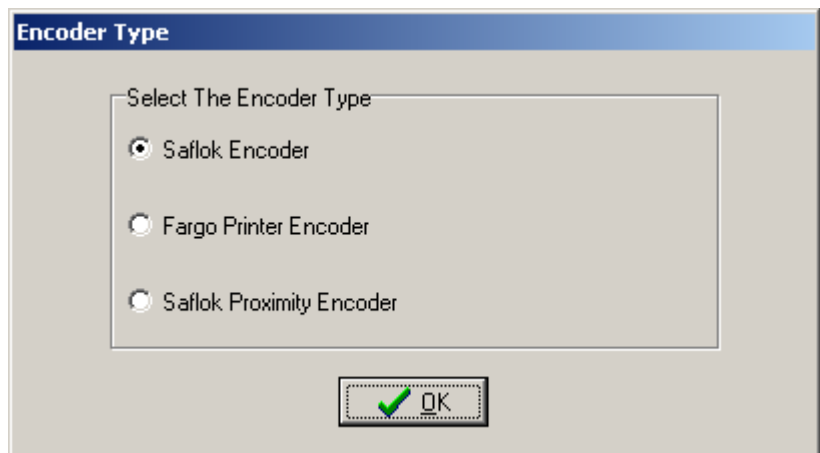 Encoder Type
Select The Encoder Type
Saflok Encoder
Fargo Printer Encoder
Saflok Proximity Encoder
OK